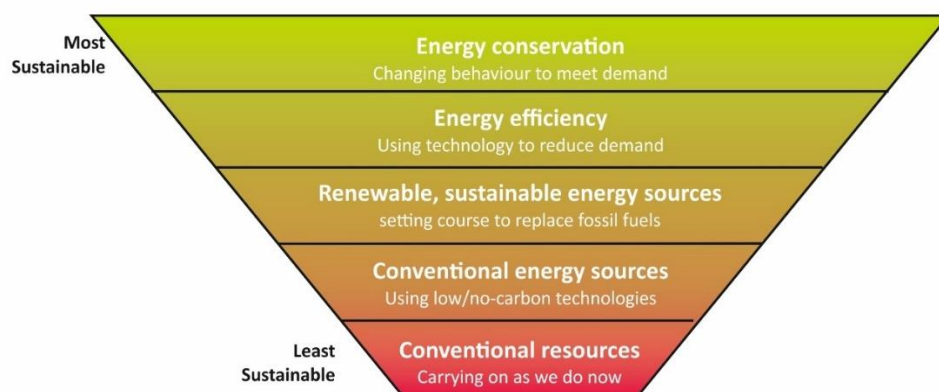 Most
Sustainable
Energy conservation
Changing behaviour to meet demand
Energy efficiency
Using technology to reduce demand
Renewable, sustainable energy sources
setting course to replace fossil fuels
Conventional energy sources
Using low/no-carbon technologies
Least
Sustainable
Conventional resources
Carrying on as we do now